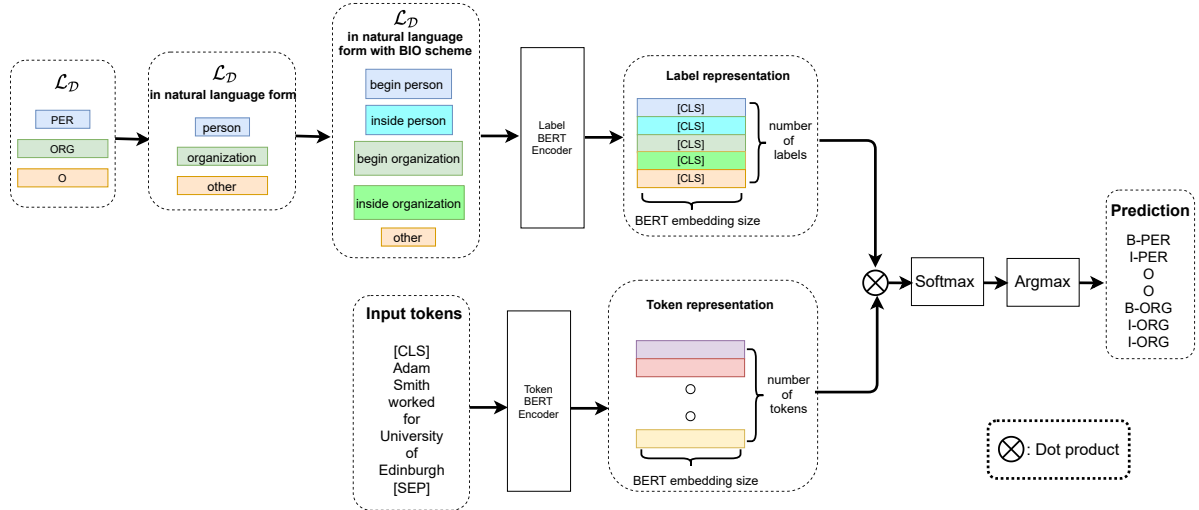 ℒ𝒟
PER
ORG
O
ℒ𝒟
in natural language form
person
organization
other
ℒ𝒟
in natural language
form with BIO scheme
begin person
inside person
begin organization
inside organization
other
Label
BERT
Encoder
Label representation
[CLS]
[CLS]
[CLS]
[CLS]
[CLS]
number
of
labels
BERT embedding size
Input tokens
[CLS]
Adam
Smith
worked
for
University
of
Edinburgh
[SEP]
Token
BERT
Encoder
Token representation
number
of
tokens
BERT embedding size
Softmax
Argmax
Prediction
B-PER
I-PER
O
O
B-ORG
I-ORG
I-ORG
: Dot product